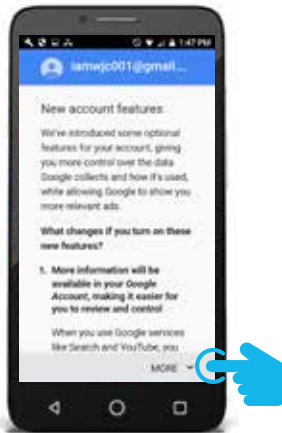 1:47 PM
iamwjc001@gmail...
New account features
We've introduced some optional
features for your account, giving
you more control over the data
Google collects and how it's used,
while allowing Google to show you
more relevant ads.
What changes if you turn on these
new features?
1. More information will be
available in your Google
Account, making it easier for
you to review and control
When you use Google services
like Search and YouTube, you
MORE